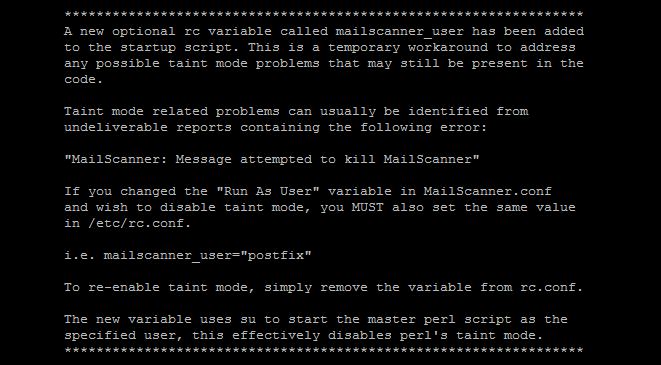 *****************************************************************
A new optional rc variable called mailscanner_user has been added
to the startup script. This is a temporary workaround to address
any possible taint mode problems that may still be present in the
code.
Taint mode related problems can usually be identified from
undeliverable reports containing the following error:
"MailScanner: Message attempted to kill MailScanner"
If you changed the "Run As User" variable in MailScanner.conf
and wish to disable taint mode, you MUST also set the same value
in /etc/rc.conf.
i.e. mailscanner_user="postfix"
To re-enable taint mode, simply remove the variable from rc.conf.
The new variable uses su to start the master perl script as the
specified user, this effectively disables perl's taint mode.
*****************************************************************